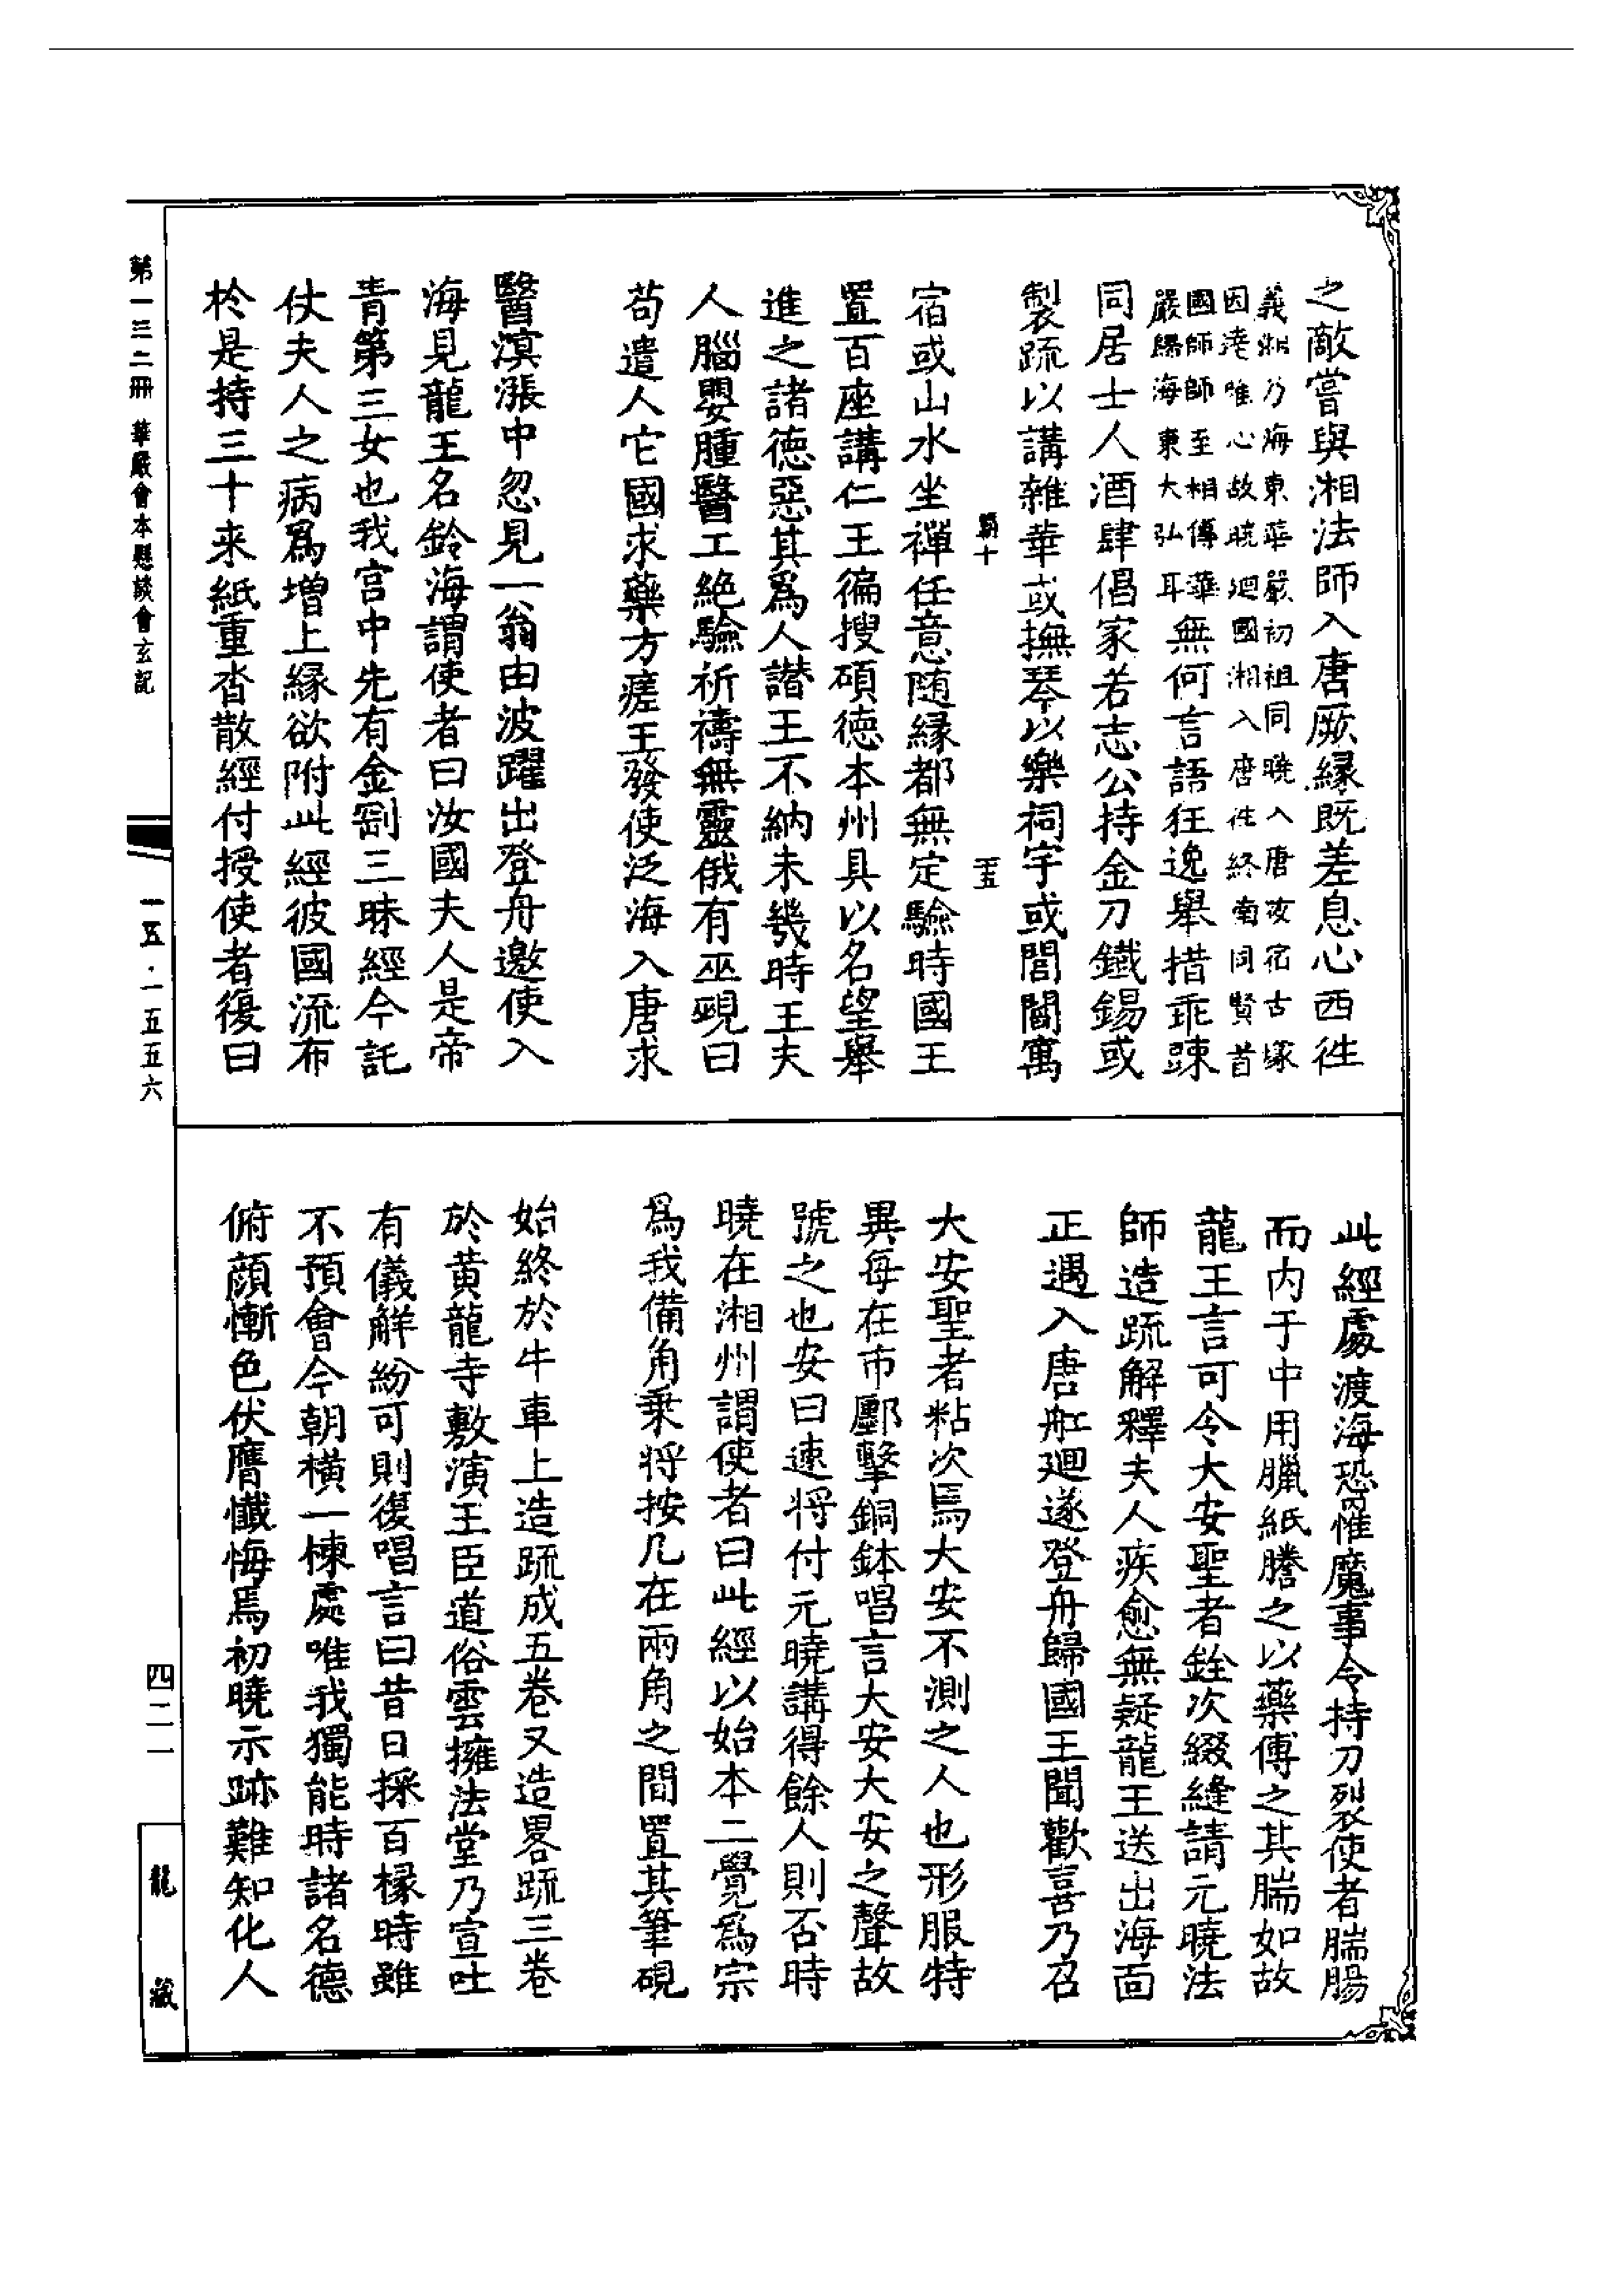 之敵嘗與湘法師入唐厥緣既差息心西徃
義湘乃海東華嚴初祖同曉入唐夜宿古塚
因達唯心故曉廻國湘入唐往終南同賢首
國師師至相傳華
嚴歸海東大弘耳
無何言語狂逸舉措乖踈
同居士人酒肆倡家若志公持金刀鐵錫或
製䟽以講雜華或撫琴以樂祠宇或閭閻寓
覇十 十五
宿或山水坐禪任意随緣都無定驗時國王
置百座講仁王徧搜碩德本州具以名望舉
進之諸德惡其爲人譖王不納未幾時王夫
人腦嬰腫醫工絕驗祈禱無靈俄有巫覡曰
苟遣人它國求藥方瘥王發使泛海入唐求
醫溟漲中忽見一翁由波躍出登舟邀使入
海見龍王名鈐海謂使者曰汝國夫人是帝
青第三女也我宫中先有金剛三昧經今託
仗夫人之病爲增上緣欲附此經彼國流布
於是持三十来紙重沓散經付授使者復曰
此經處渡海恐罹魔事令持刀裂使者腨腸
而内于中用臘紙謄之以藥傅之其腨如故
龍王言可令大安聖者銓次綴縫請元曉法
師造䟽解釋夫人疾愈無疑龍王送出海面
正遇入唐舡廻遂登舟歸國王聞歡喜乃召
大安聖者粘次焉大安不測之人也形服特
異每在市鄽擊銅鉢唱言大安大安之聲故
號之也安曰速将付元曉講得餘人則否時
曉在湘州謂使者曰此經以始本二覺爲宗
爲我備角乗将按几在兩角之間置其筆硯
始終於牛車上造䟽成五卷又造畧䟽三卷
於黄龍寺敷演王臣道俗雲擁法堂乃宣吐
有儀解紛可則復唱言曰昔日採百椽時雖
不預會今朝横一棟處唯我獨能時諸名德
俯顔慚色伏膺懺悔焉初曉示跡難知化人
第一三二册 華嚴會本懸談會玄記
一五·一五五六
四二一
龍藏